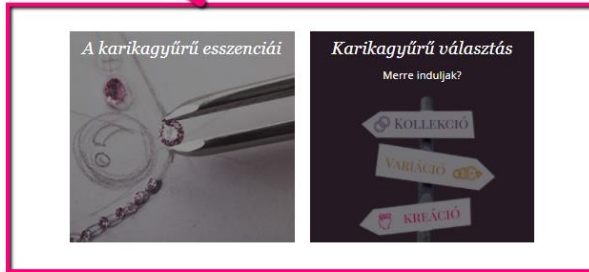 A karikagyűrű esszenciái
Karikagyűrű választás
Merre induljak?
KOLLEKCIÓ
VARIÁCIÓ
KREÁCIÓ